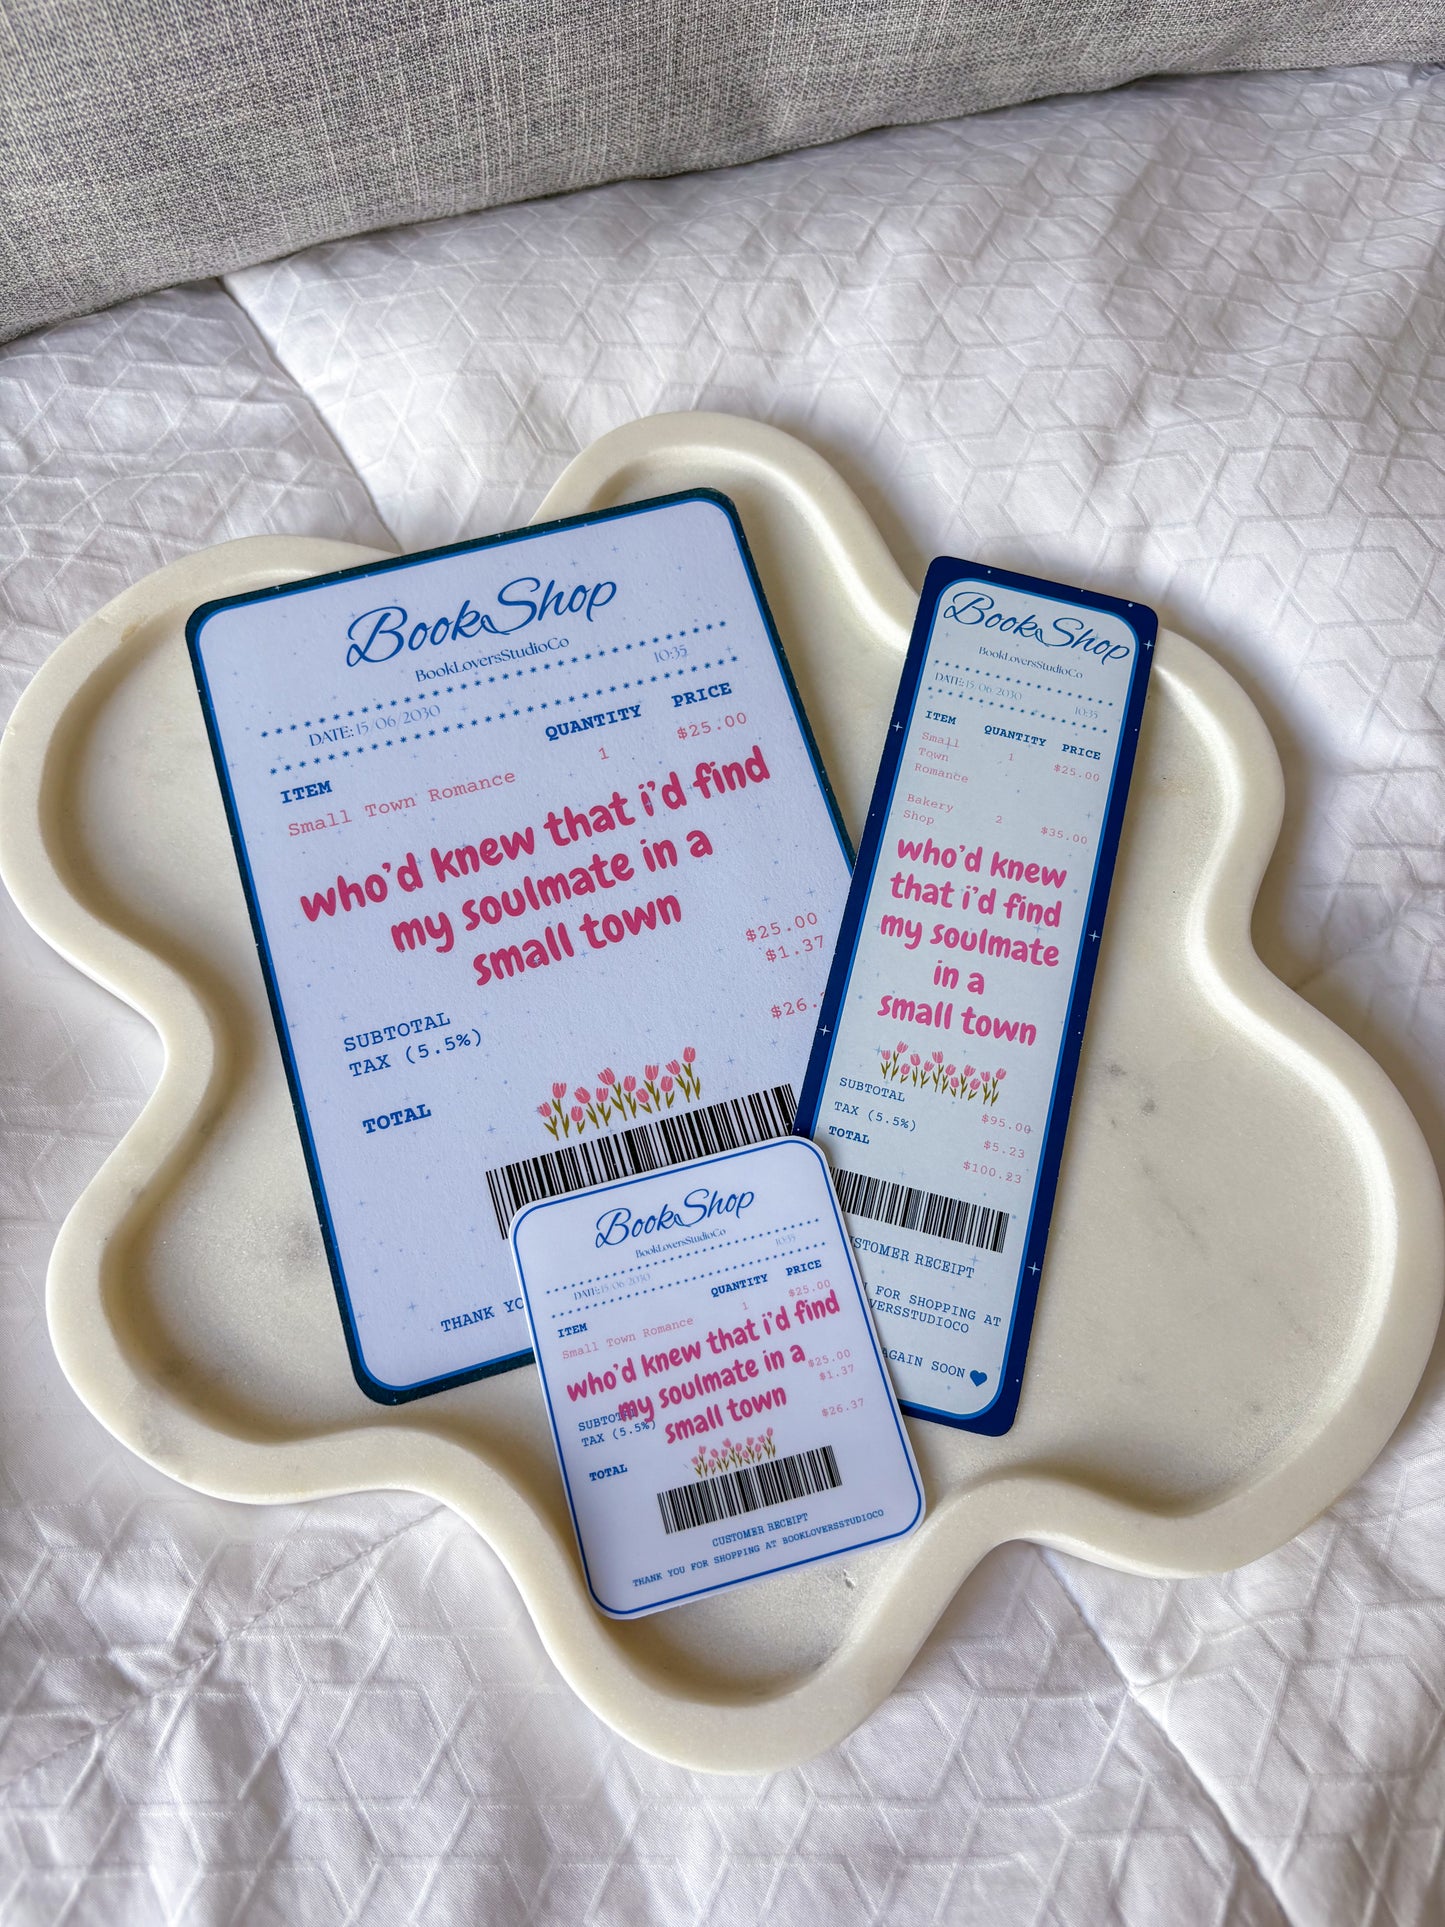 BookShop
BookLoversStudioCo
DATE: 15/06/2030 10:35
ITEM QUANTITY PRICE
Small Town Romance 1 $25.00
who'd knew that i'd find
my soulmate in a
small town
$25.00
$1.37
SUBTOTAL
TAX (5.5%)
$26.
TOTAL
THANK YO
BookShop
BookLoversStudioCo
DATE: 15/06/2030 10:35
ITEM QUANTITY PRICE
Small 1 $25.00
Town
Romance
Bakery 2 $35.00
Shop
who'd knew
that i'd find
my soulmate
in a
small town
SUBTOTAL $95.00
TAX (5.5%) $5.23
TOTAL $100.23
STOMER RECEIPT
FOR SHOPPING AT
VERSSTUDIOCO
AGAIN SOON
BookShop
BookLoversStudioCo
DATE: 15/06/2030 10:35
ITEM QUANTITY PRICE
Small Town Romance 1 $25.00
who'd knew that i'd find
my soulmate in a
small town
$25.00
$1.37
SUBTOTAL
TAX (5.5%)
$26.37
TOTAL
CUSTOMER RECEIPT
THANK YOU FOR SHOPPING AT BOOKLOVERSSTUDIOCO